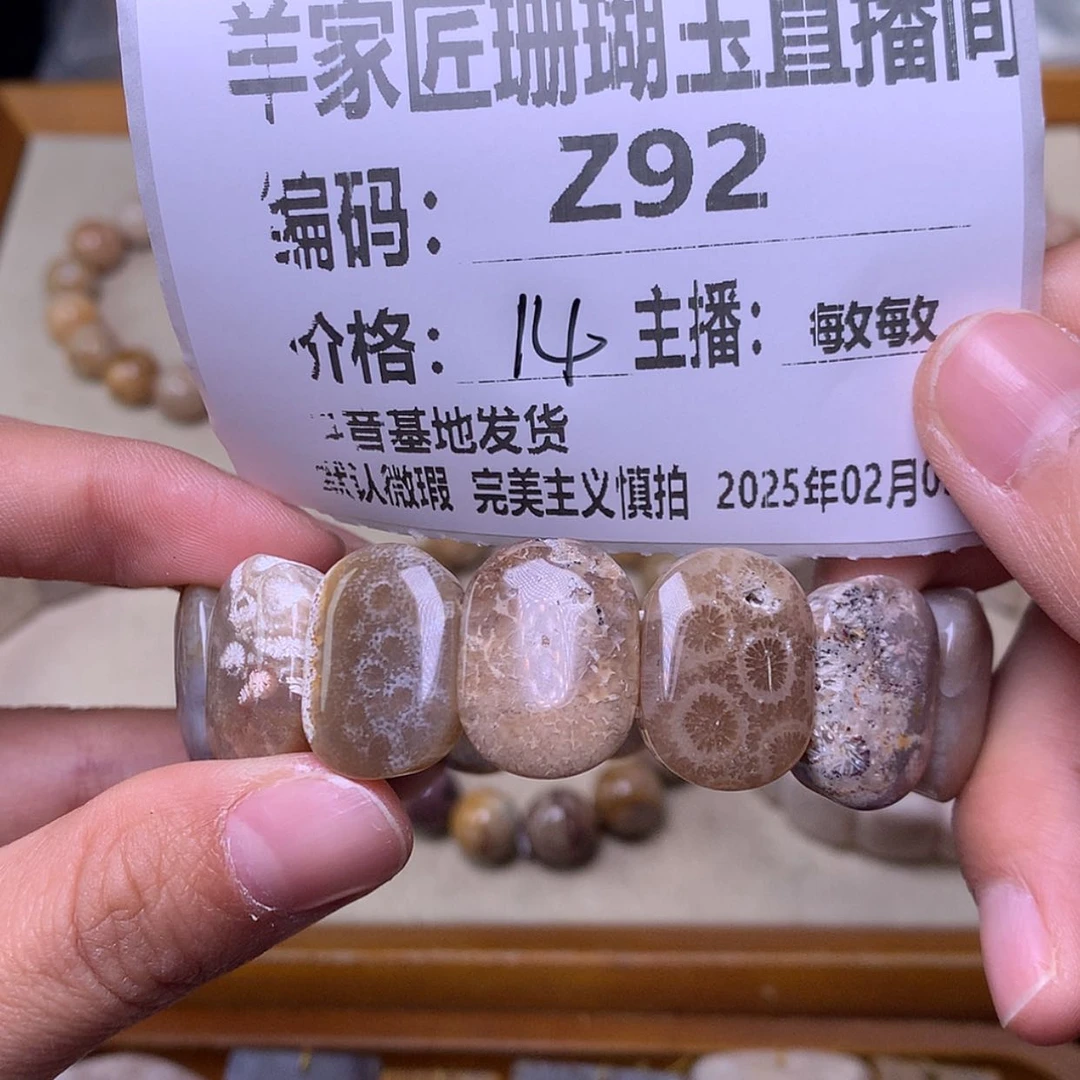 羊家匠珊瑚玉直播间
编码: Z92
价格: 14 主播: 敏敏
音基地发货
默认微瑕 完美主义慎拍 2025年02月0